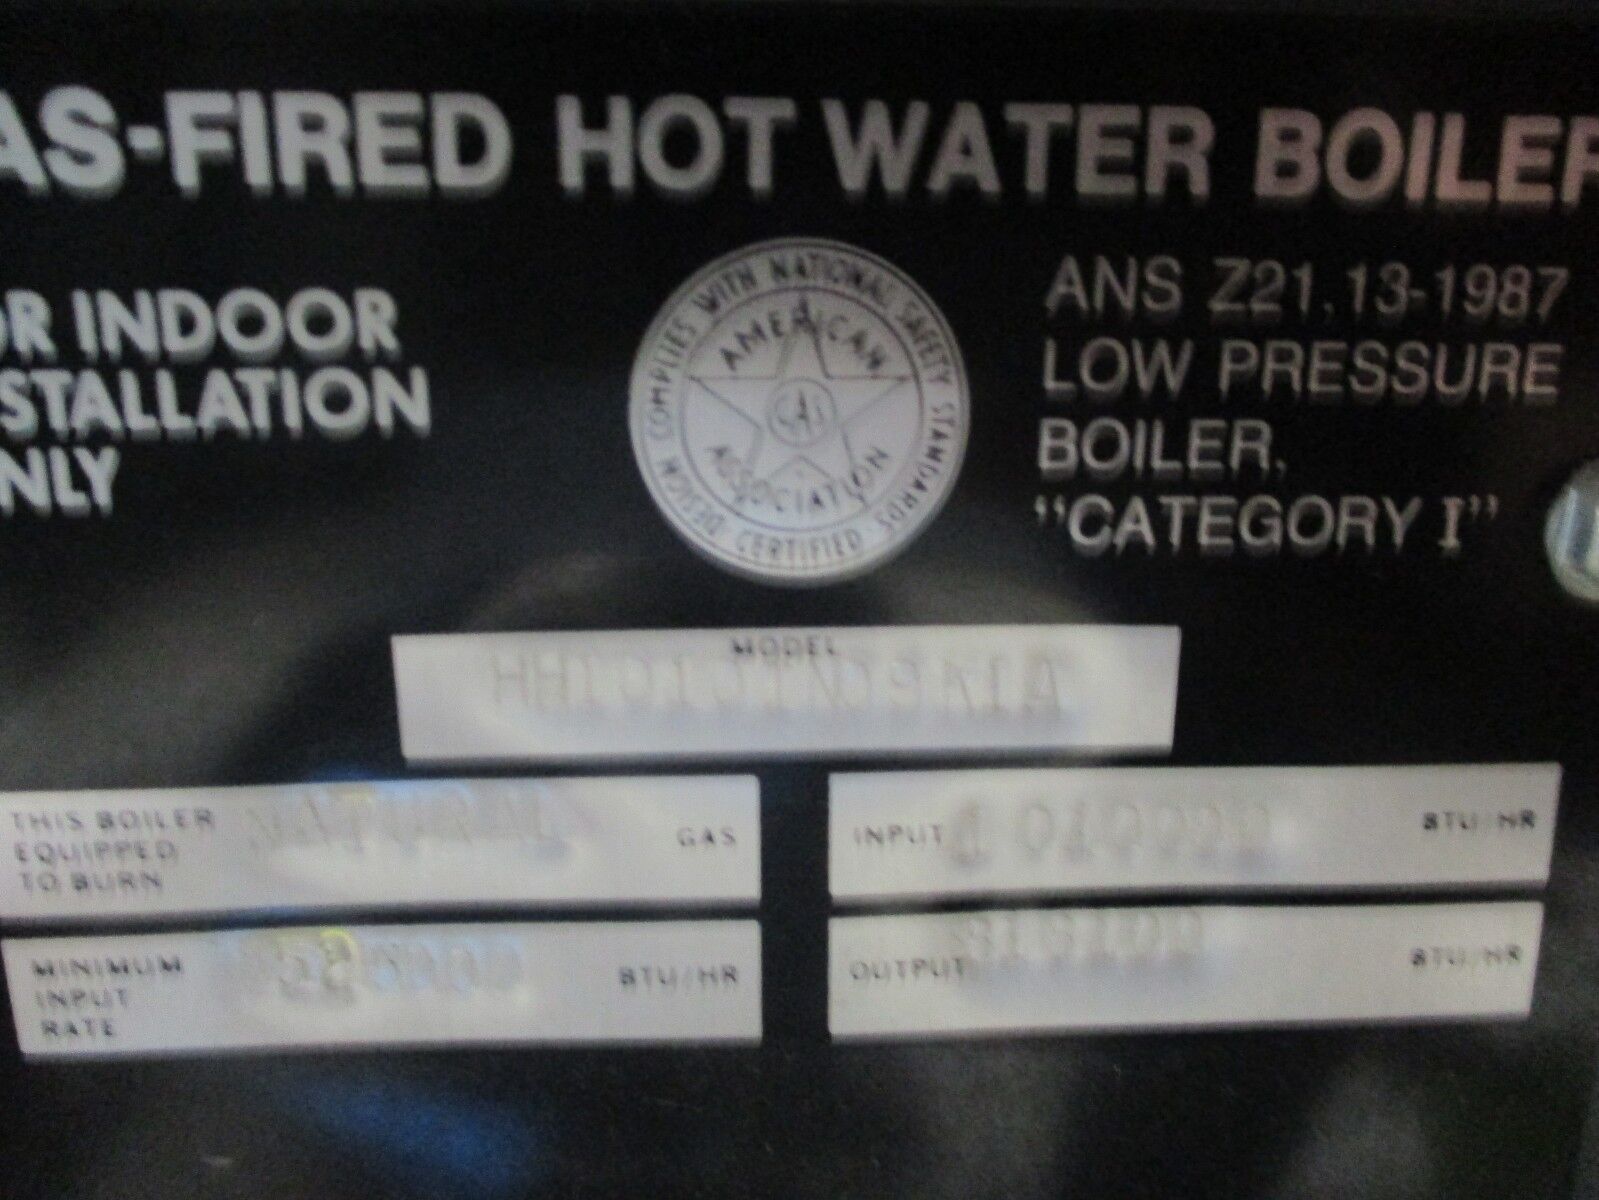 AS-FIRED HOT WATER BOILER
OR INDOOR
STALLATION
NLY
DESIGN COMPLIES WITH NATIONAL SAFETY STANDARDS
CERTIFIED
AMERICAN
ASSOCIATION
ANS Z21.13-1987
LOW PRESSURE
BOILER.
"CATEGORY I"
MODEL
THIS BOILER
EQUIPPED
TO BURN
NATURAL GAS
INPUT BTU/HR
MINIMUM
INPUT
RATE
BTU/HR
OUTPUT BTU/HR